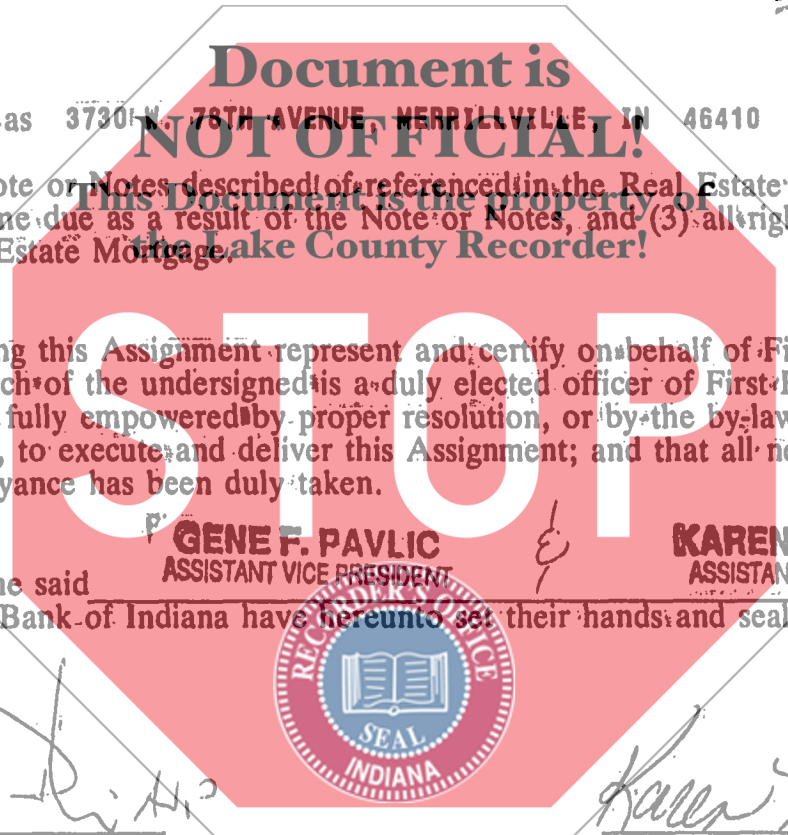 Document is
as 3730 W. 78TH AVENUE, MERRILLVILLE, IN 46410
NOT OFFICIAL!
ote or Notes described of referenced in the Real Estate
This Document is the property of
me due as a result of the Note or Notes, and (3) all righ
the Lake County Recorder!
Estate Mortgage.
STOP
ng this Assignment represent and certify on behalf of Fi
ch of the undersigned is a duly elected officer of First
fully empowered by proper resolution, or by the by-law
, to execute and deliver this Assignment; and that all ne
yance has been duly taken.
GENE F. PAVLIC & KAREN
ASSISTANT VICE PRESIDENT ASSISTAN
he said
Bank of Indiana have hereunto set their hands and seal
RECORDER'S OFFICE
SEAL
INDIANA
Karen